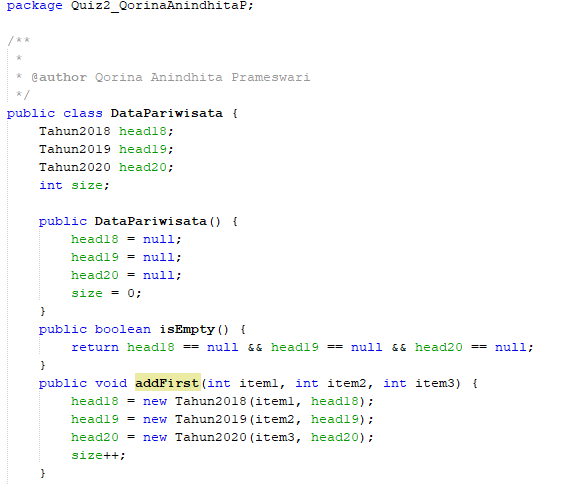 package Quiz2_QorinaAnindhitaP;
/**
 *
 * @author Qorina Anindhita Prameswari
 */
public class DataPariwisata {
    Tahun2018 head18;
    Tahun2019 head19;
    Tahun2020 head20;
    int size;
    public DataPariwisata() {
        head18 = null;
        head19 = null;
        head20 = null;
        size = 0;
    }
    public boolean isEmpty() {
        return head18 == null && head19 == null && head20 == null;
    }
    public void addFirst(int item1, int item2, int item3) {
        head18 = new Tahun2018(item1, head18);
        head19 = new Tahun2019(item2, head19);
        head20 = new Tahun2020(item3, head20);
        size++;
    }